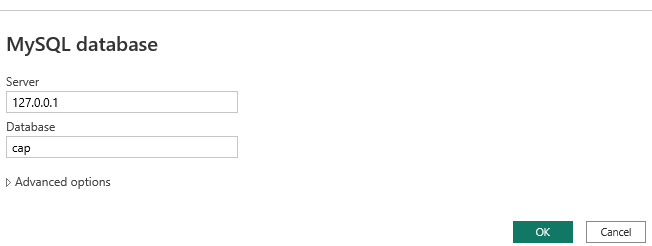 MySQL database
Server
127.0.0.1
Database
cap
Advanced options
OK Cancel